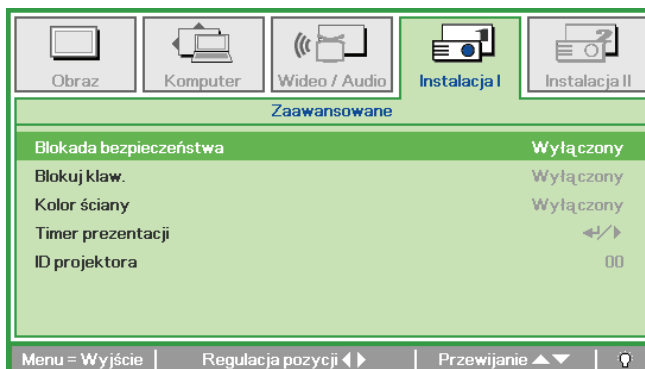 Obraz
Komputer
Wideo / Audio
Instalacja I
Instalacja II
Zaawansowane
Blokada bezpieczeństwa Wyłączony
Blokuj klaw. Wyłączony
Kolor ściany Wyłączony
Timer prezentacji
ID projektora 00
Menu = Wyjście Regulacja pozycji Przewijanie